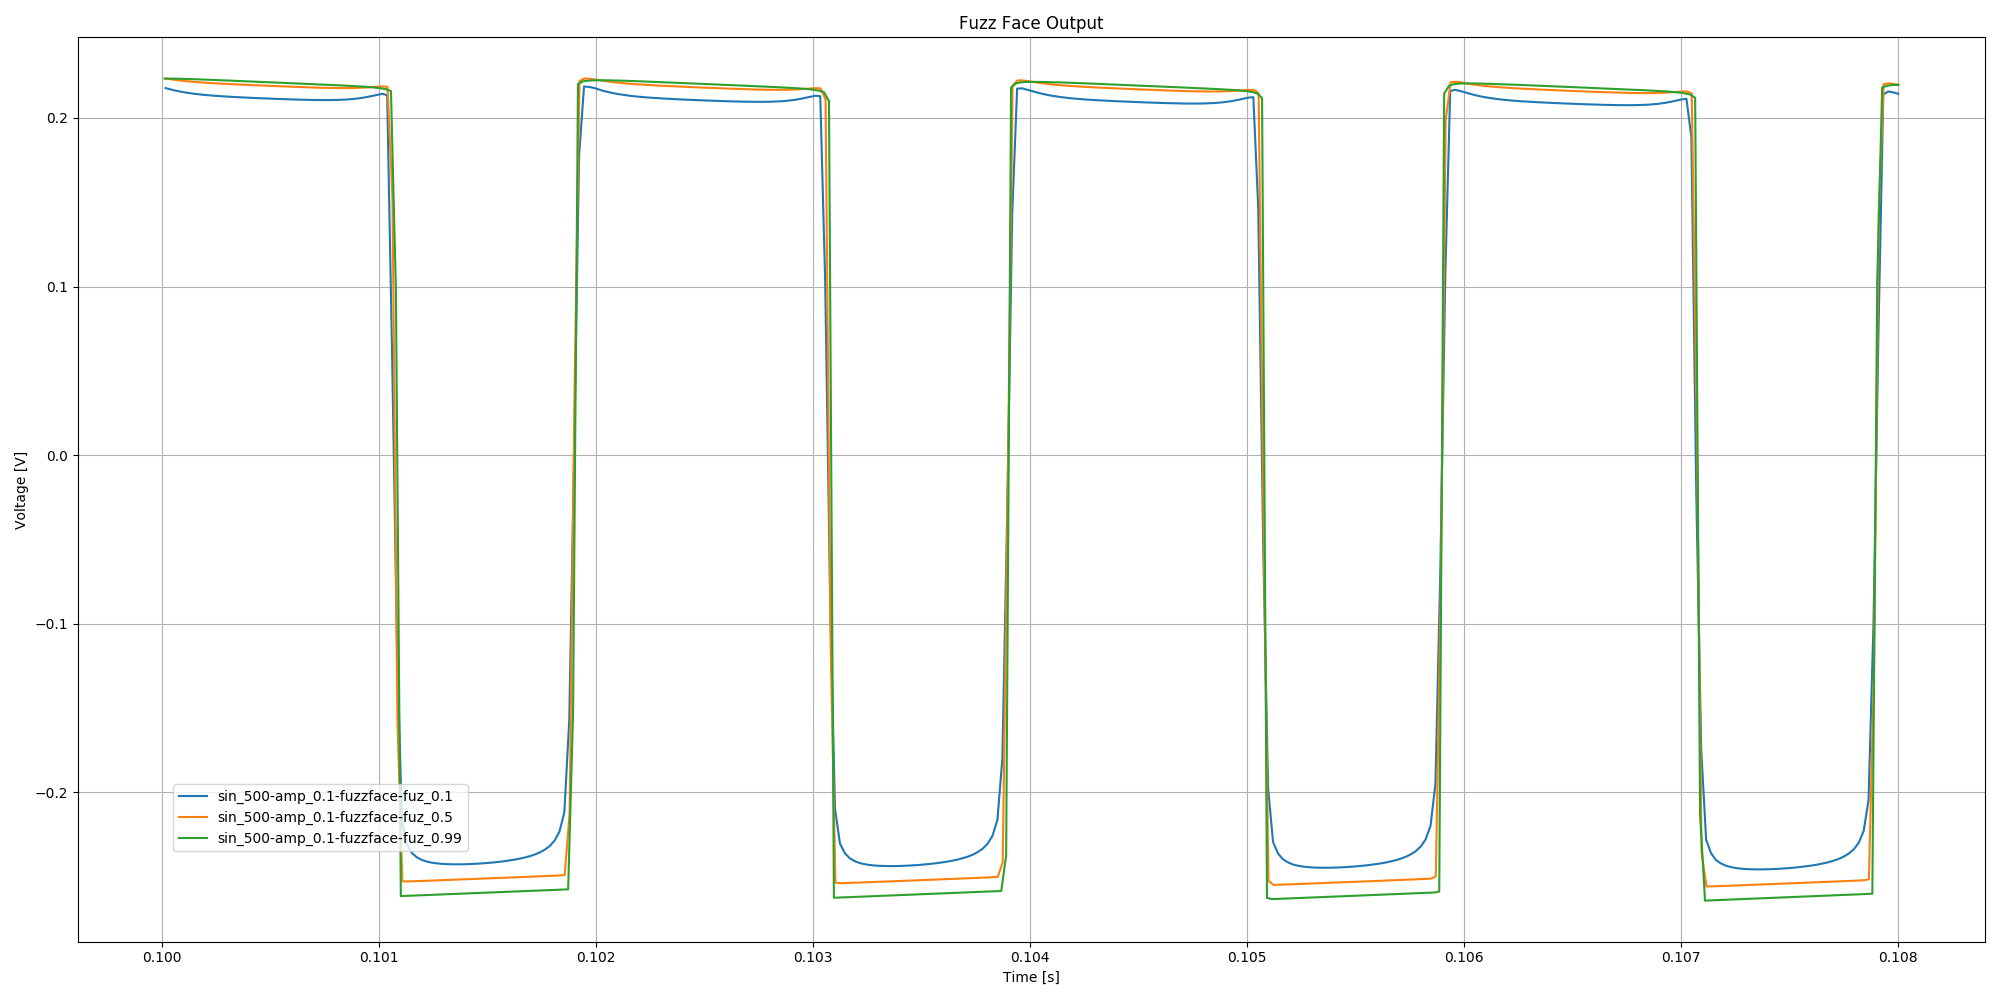 Fuzz Face Output
0.2
0.1
0.0
−0.1
−0.2
Voltage [V]
sin_500-amp_0.1-fuzzface-fuz_0.1
sin_500-amp_0.1-fuzzface-fuz_0.5
sin_500-amp_0.1-fuzzface-fuz_0.99
0.100 0.101 0.102 0.103 0.104 0.105 0.106 0.107 0.108
Time [s]